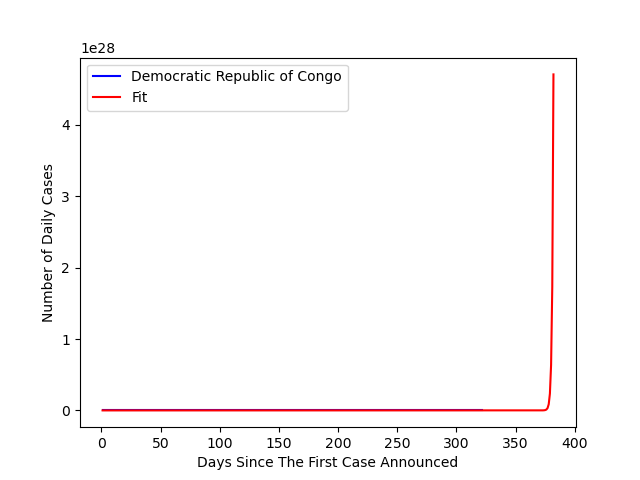 1e28
Democratic Republic of Congo
Fit
4
3
2
1
0
Number of Daily Cases
0 50 100 150 200 250 300 350 400
Days Since The First Case Announced